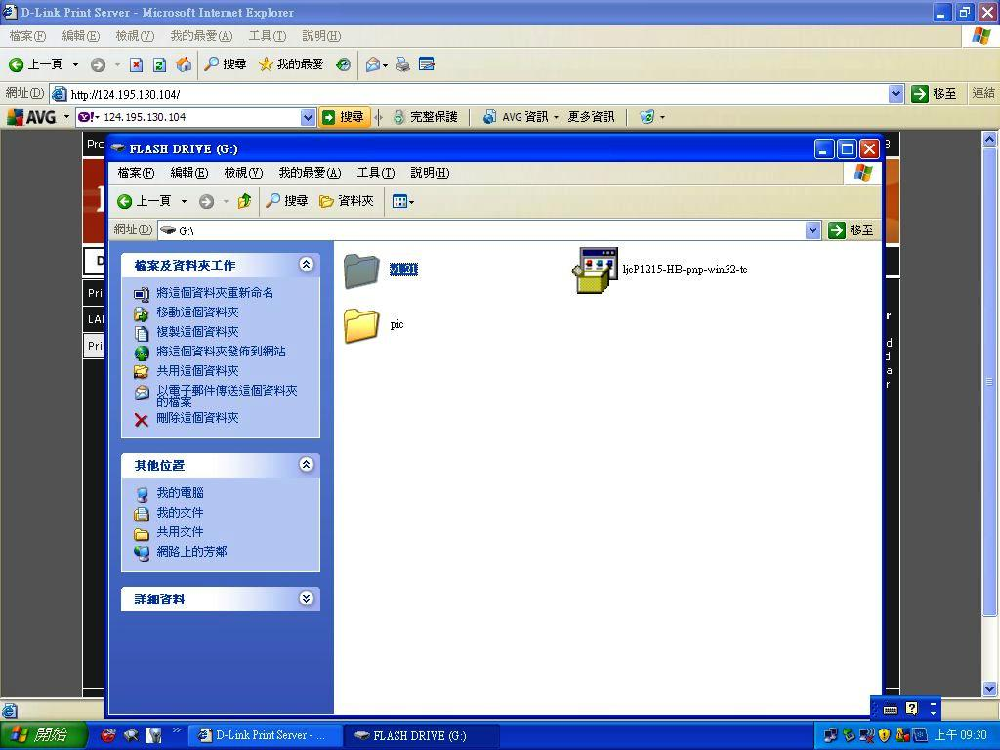 D-Link Print Server - Microsoft Internet Explorer
檔案(F) 編輯(E) 檢視(V) 我的最愛(A) 工具(T) 說明(H)
上一頁 搜尋 我的最愛
網址(D) http://124.195.130.104/ 移至 連結
AVG Y! 124.195.130.104 搜尋 完整保護 AVG 資訊 更多資訊
FLASH DRIVE (G:)
檔案(F) 編輯(E) 檢視(V) 我的最愛(A) 工具(T) 說明(H)
上一頁 搜尋 資料夾
網址(D) G:\ 移至
檔案及資料夾工作
將這個資料夾重新命名
移動這個資料夾
複製這個資料夾
將這個資料夾發佈到網站
共用這個資料夾
以電子郵件傳送這個資料夾
的檔案
刪除這個資料夾
其他位置
我的電腦
我的文件
共用文件
網路上的芳鄰
詳細資料
v1.21
ljcP1215-HB-pnp-win32-tc
pic
開始 D-Link Print Server - ... FLASH DRIVE (G:) 上午 09:30